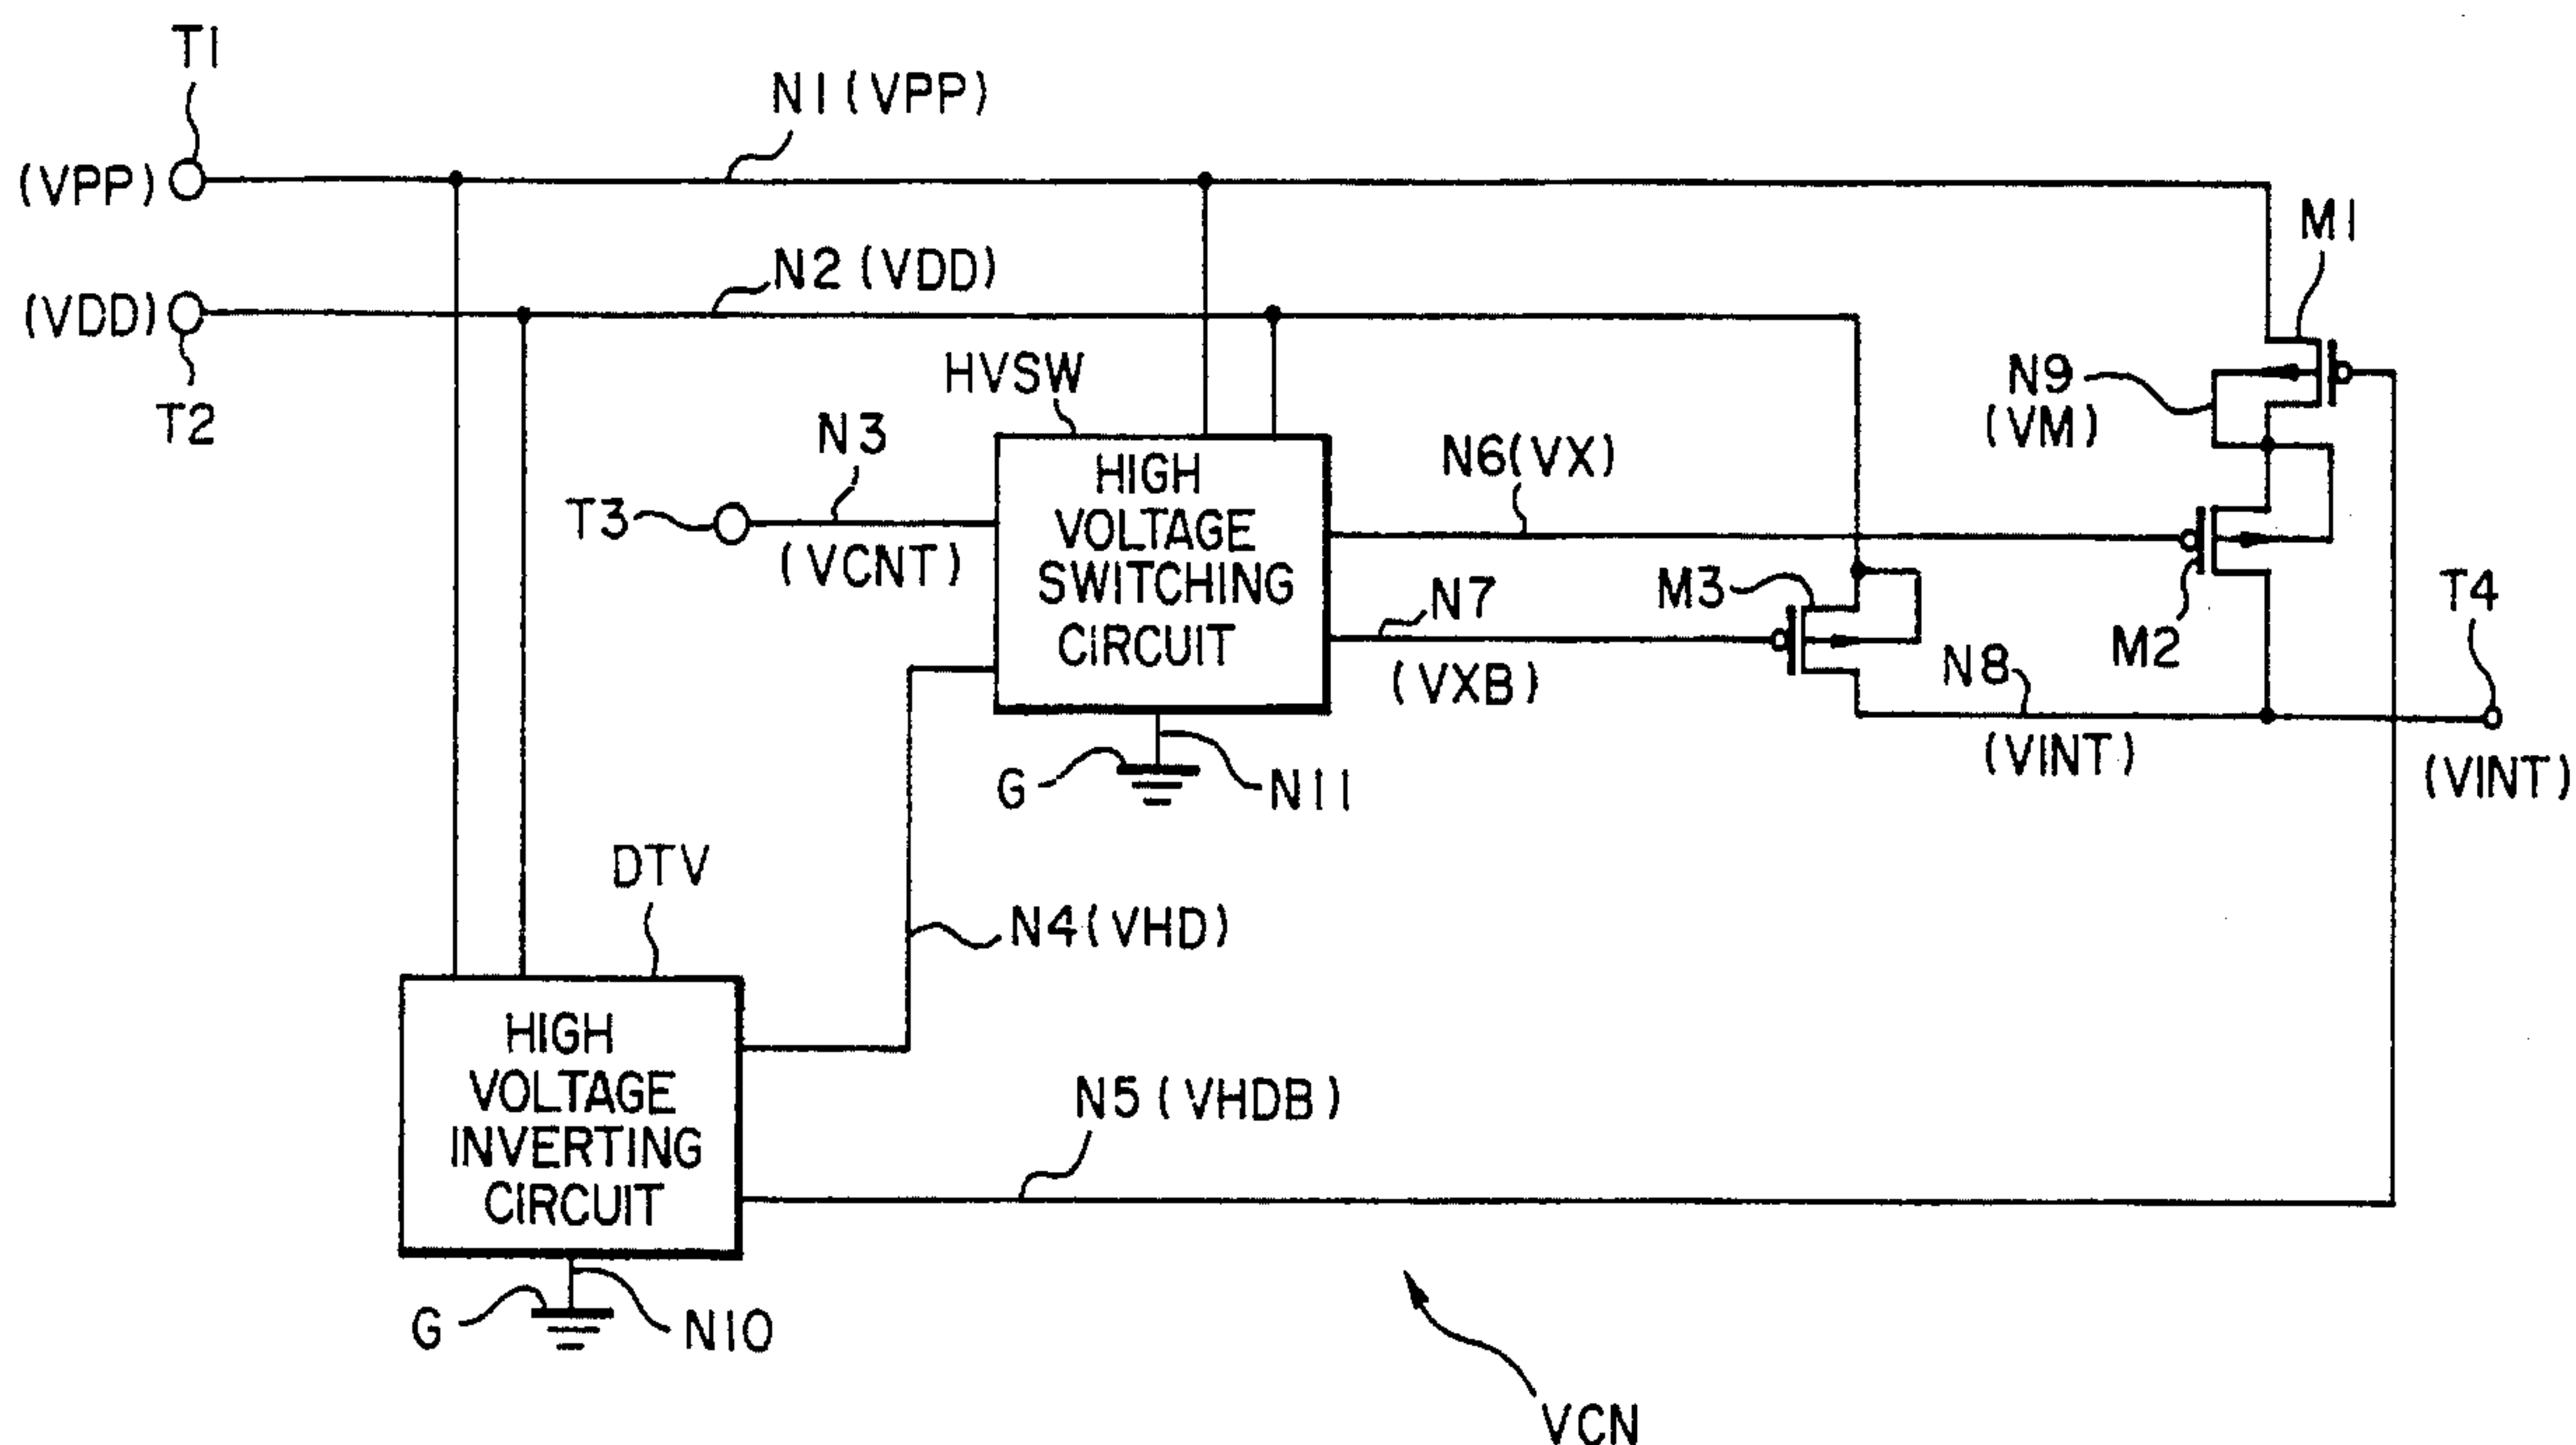 T1
N1(VPP)
(VPP)
M1
N2(VDD)
(VDD)
T2
HVSW
N9
(VM)
N3
N6(VX)
HIGH
VOLTAGE
SWITCHING
CIRCUIT
T3
(VCNT)
M3
N7
(VXB)
T4
M2
N8
(VINT)
(VINT)
G
N11
DTV
N4(VHD)
HIGH
VOLTAGE
INVERTING
CIRCUIT
N5(VHDB)
G
N10
VCN